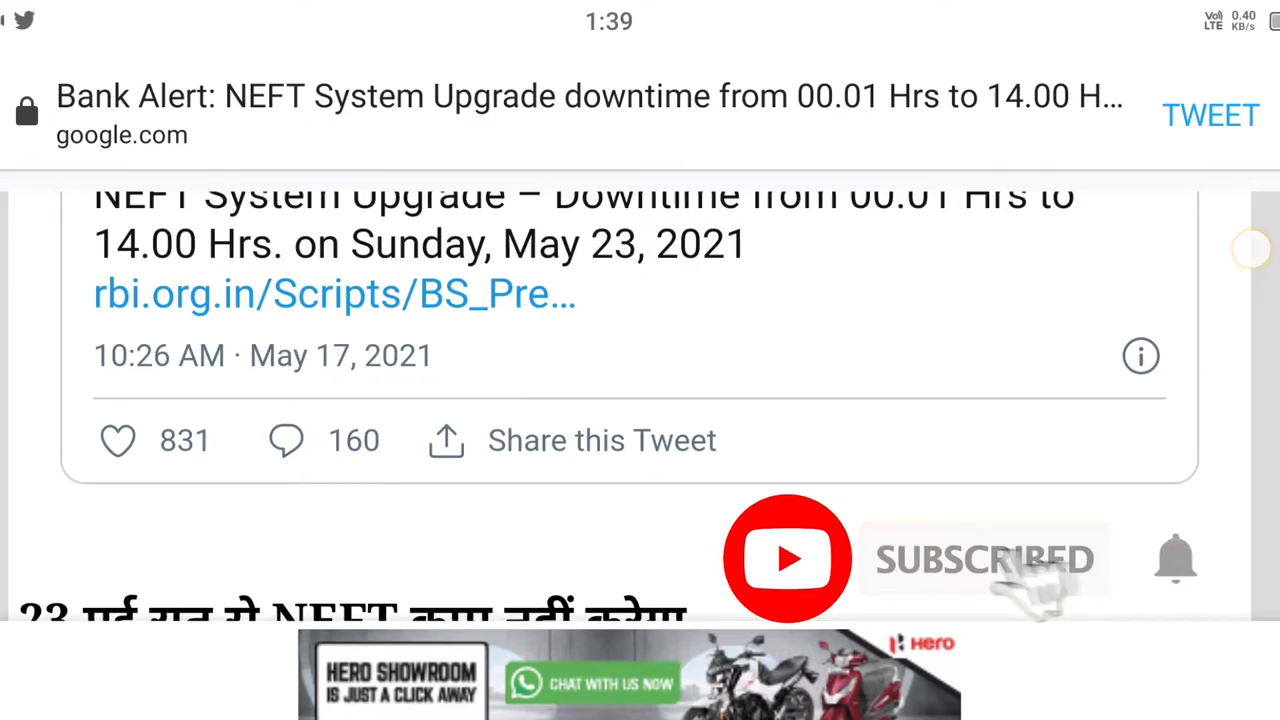 1:39
Vo) LTE
0.40 KB/s
Bank Alert: NEFT System Upgrade downtime from 00.01 Hrs to 14.00 H...
google.com
TWEET
NEFT System Upgrade – Downtime from 00.01 Hrs to
14.00 Hrs. on Sunday, May 23, 2021
rbi.org.in/Scripts/BS_Pre...
10:26 AM · May 17, 2021
831
160
Share this Tweet
SUBSCRIBED
23 मई रात से NEFT काम नहीं करेगा
HERO SHOWROOM
IS JUST A CLICK AWAY
CHAT WITH US NOW
HERO